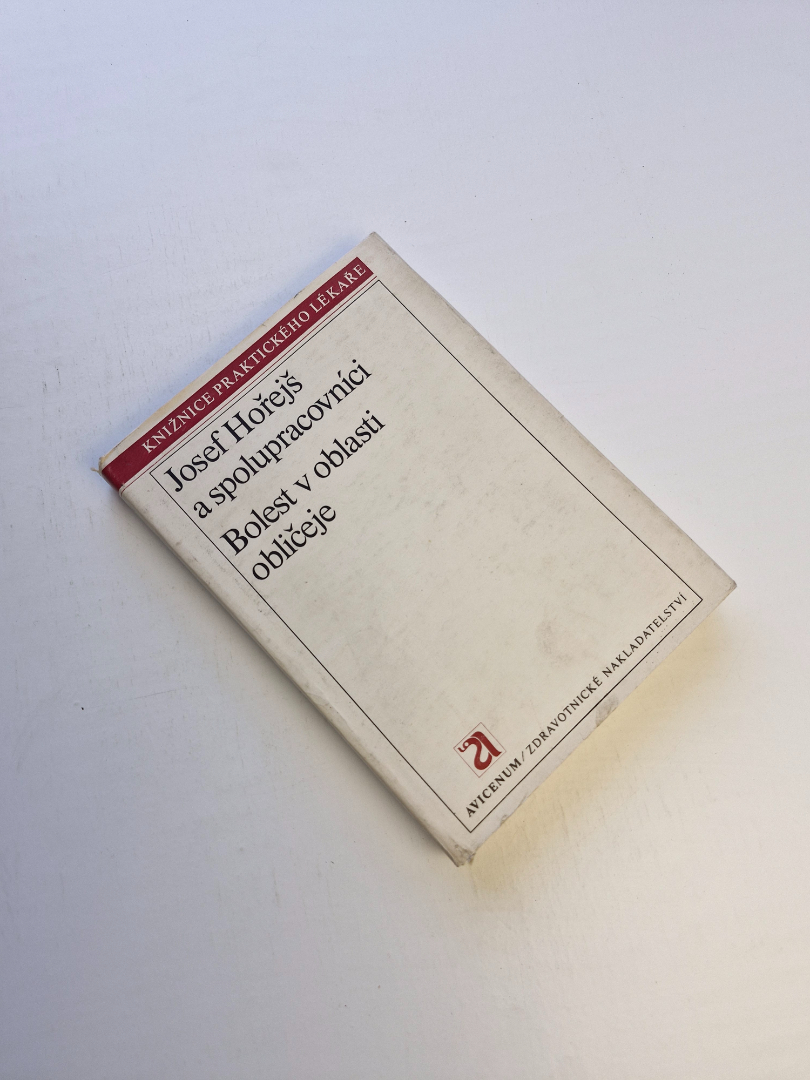 KNIŽNICE PRAKTICKÉHO LÉKAŘE
Josef Hořejš
a spolupracovníci
Bolest v oblasti
obličeje
AVICENUM/ZDRAVOTNICKÉ NAKLADATELSTVÍ